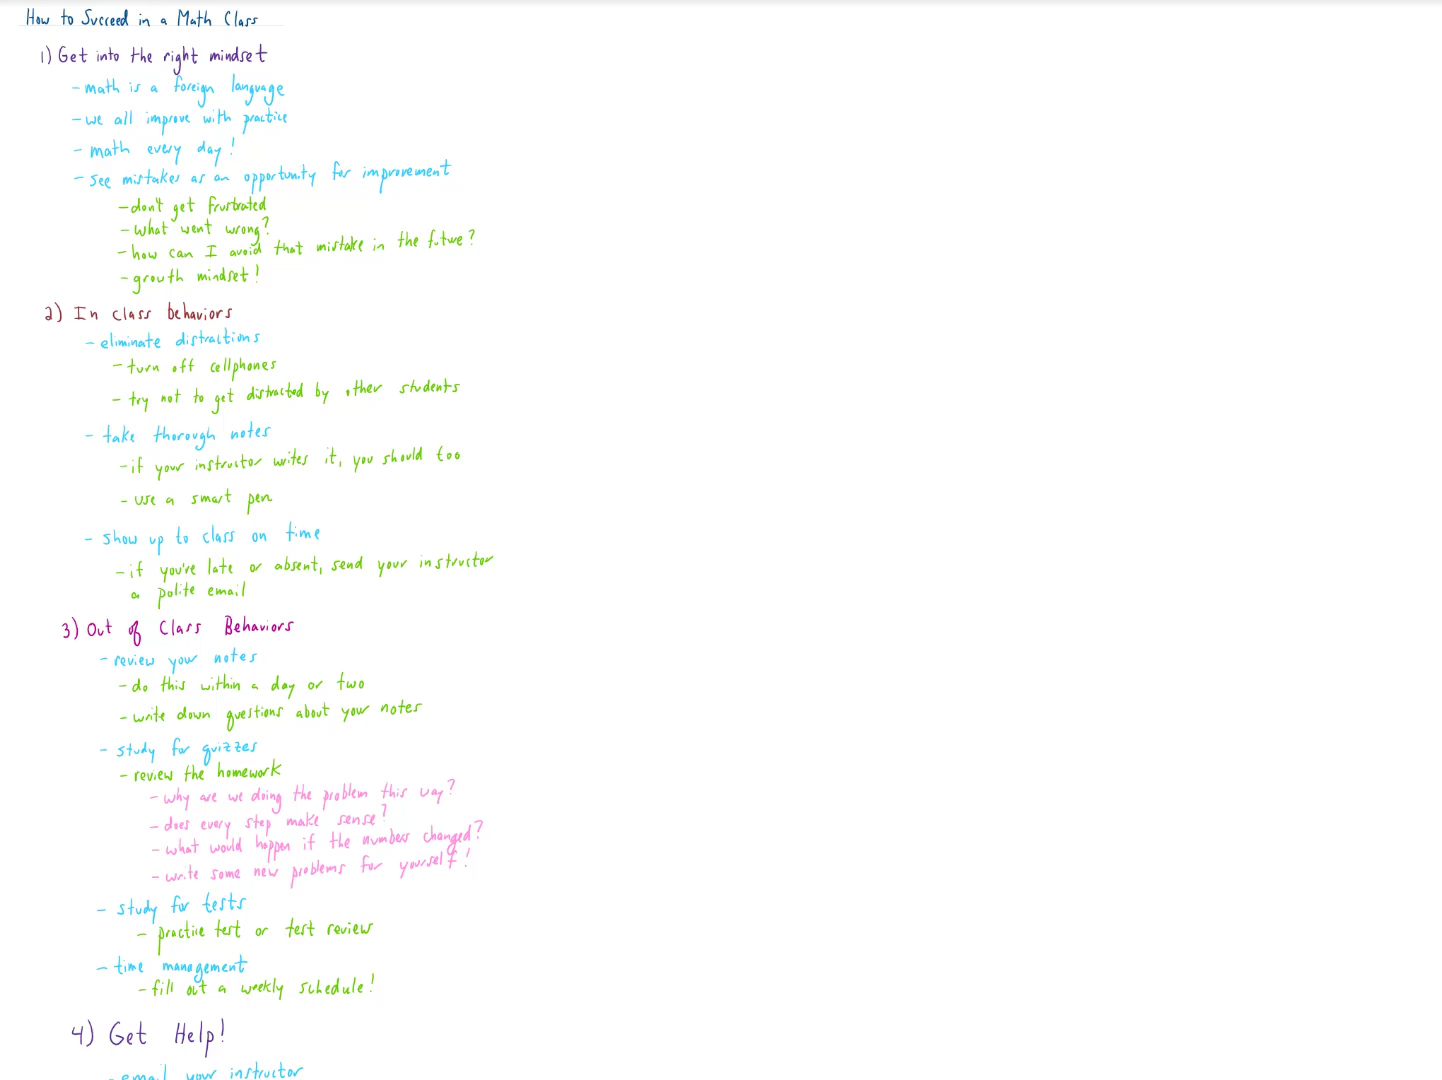 How to Succeed in a Math Class
1) Get into the right mindset
- math is a foreign language
- we all improve with practice
- math every day!
- see mistakes as an opportunity for improvement
- don't get frustrated
- what went wrong?
- how can I avoid that mistake in the future?
- growth mindset!
2) In class behaviors
- eliminate distractions
- turn off cellphones
- try not to get distracted by other students
- take thorough notes
- if your instructor writes it, you should too
- use a smart pen
- show up to class on time
- if you're late or absent, send your instructor
a polite email
3) Out of Class Behaviors
- review your notes
- do this within a day or two
- write down questions about your notes
- study for quizzes
- review the homework
- why are we doing the problem this way?
- does every step make sense?
- what would happen if the numbers changed?
- write some new problems for yourself!
- study for tests
- practice test or test review
- time management
- fill out a weekly schedule!
4) Get Help!
- email your instructor